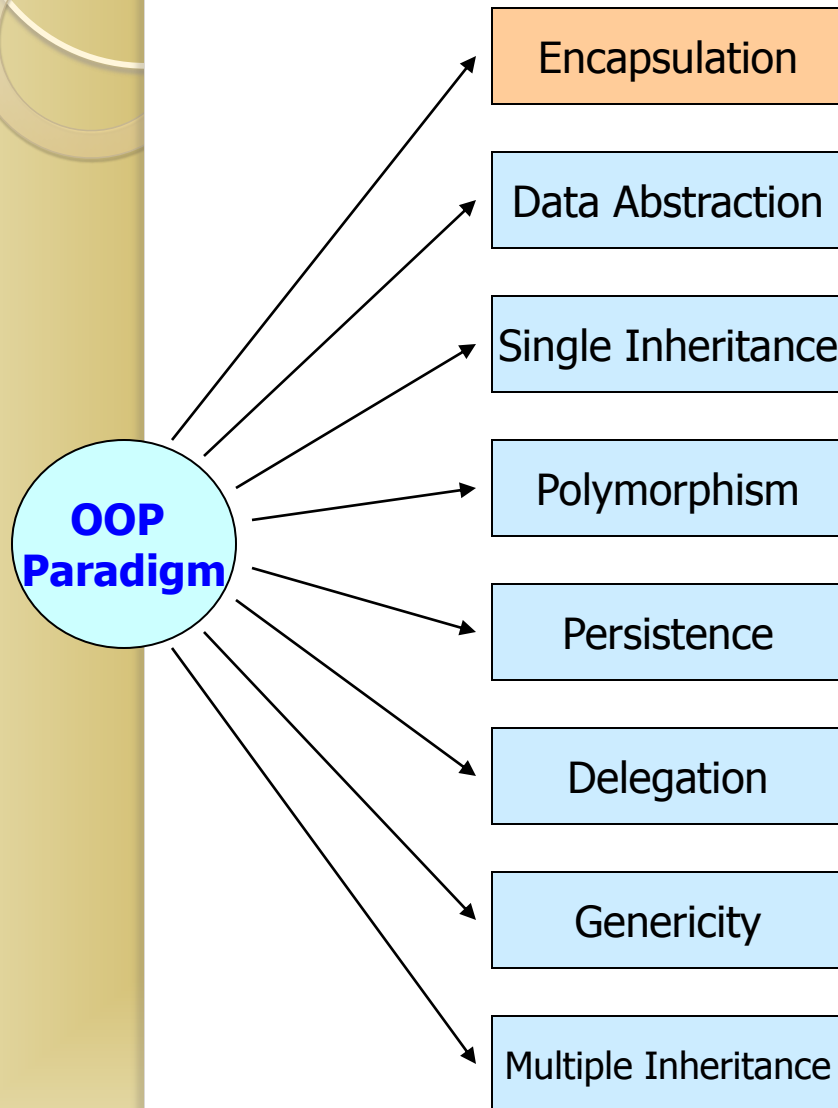 Encapsulation
Data Abstraction
Single Inheritance
Polymorphism
OOP
Paradigm
Persistence
Delegation
Genericity
Multiple Inheritance